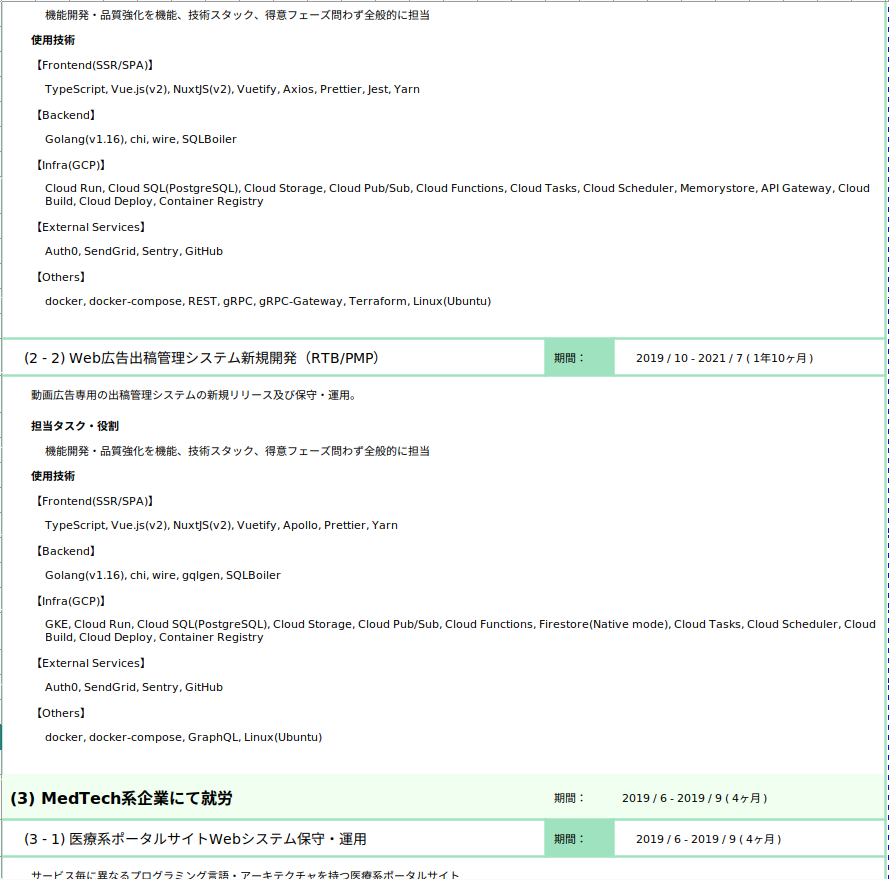 機能開発・品質強化を機能、技術スタック、得意フェーズ問わず全般的に担当
使用技術
【Frontend(SSR/SPA)】
TypeScript, Vue.js(v2), NuxtJS(v2), Vuetify, Axios, Prettier, Jest, Yarn
【Backend】
Golang(v1.16), chi, wire, SQLBoiler
【Infra(GCP)】
Cloud Run, Cloud SQL(PostgreSQL), Cloud Storage, Cloud Pub/Sub, Cloud Functions, Cloud Tasks, Cloud Scheduler, Memorystore, API Gateway, Cloud
Build, Cloud Deploy, Container Registry
【External Services】
Auth0, SendGrid, Sentry, GitHub
【Others】
docker, docker-compose, REST, gRPC, gRPC-Gateway, Terraform, Linux(Ubuntu)
(2 - 2) Web広告出稿管理システム新規開発（RTB/PMP） 期間： 2019 / 10 - 2021 / 7 ( 1年10ヶ月 )
動画広告専用の出稿管理システムの新規リリース及び保守・運用。
担当タスク・役割
機能開発・品質強化を機能、技術スタック、得意フェーズ問わず全般的に担当
使用技術
【Frontend(SSR/SPA)】
TypeScript, Vue.js(v2), NuxtJS(v2), Vuetify, Apollo, Prettier, Yarn
【Backend】
Golang(v1.16), chi, wire, gqlgen, SQLBoiler
【Infra(GCP)】
GKE, Cloud Run, Cloud SQL(PostgreSQL), Cloud Storage, Cloud Pub/Sub, Cloud Functions, Firestore(Native mode), Cloud Tasks, Cloud Scheduler, Cloud
Build, Cloud Deploy, Container Registry
【External Services】
Auth0, SendGrid, Sentry, GitHub
【Others】
docker, docker-compose, GraphQL, Linux(Ubuntu)
(3) MedTech系企業にて就労 期間： 2019 / 6 - 2019 / 9 ( 4ヶ月 )
(3 - 1) 医療系ポータルサイトWebシステム保守・運用 期間： 2019 / 6 - 2019 / 9 ( 4ヶ月 )
サービス毎に異なるプログラミング言語・アーキテクチャを持つ医療系ポータルサイト